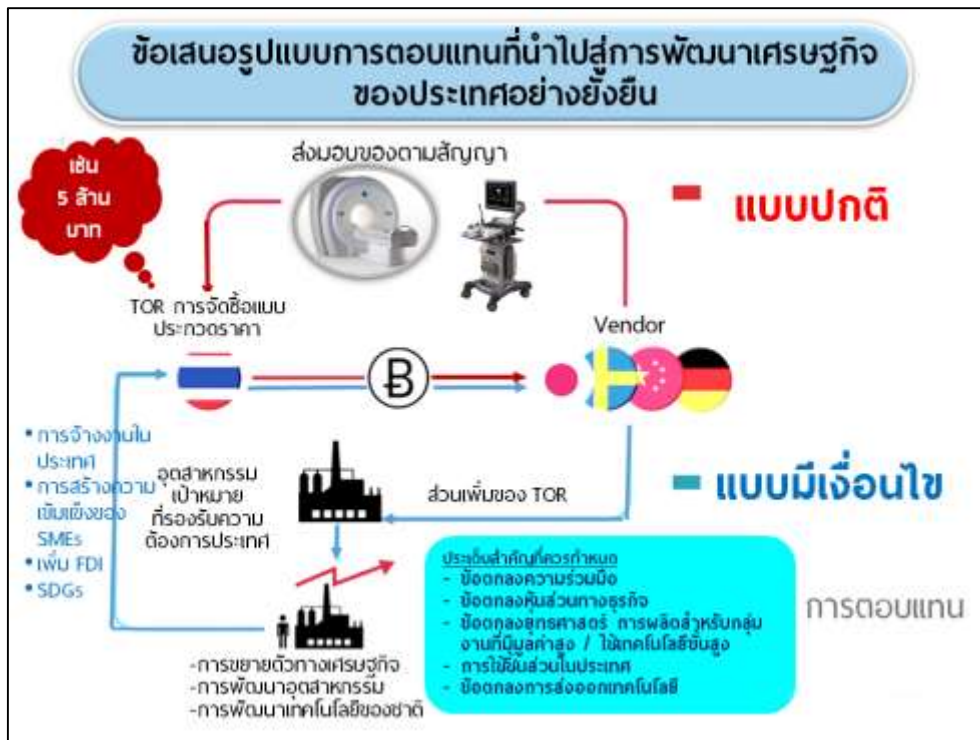 ข้อเสนอรูปแบบการตอบแทนที่นำไปสู่การพัฒนาเศรษฐกิจ
ของประเทศอย่างยั่งยืน
เช่น
5 ล้าน
บาท
ส่งมอบของตามสัญญา
แบบปกติ
TOR การจัดซื้อแบบ
ประกวดราคา
Vendor
฿
• การจ้างงานใน
ประเทศ
• การสร้างความ
เข้มแข็งของ
SMEs
• เพิ่ม FDI
• SDGs
อุตสาหกรรม
เป้าหมาย
ที่รองรับความ
ต้องการประเทศ
ส่วนเพิ่มของ TOR
แบบมีเงื่อนไข
ประเด็นสำคัญที่ควรกำหนด
- ข้อตกลงความร่วมมือ
- ข้อตกลงหุ้นส่วนทางธุรกิจ
- ข้อตกลงยุทธศาสตร์ การผลิตสำหรับกลุ่ม
งานที่มีมูลค่าสูง / ใช้เทคโนโลยีขั้นสูง
- การใช้ชิ้นส่วนในประเทศ
- ข้อตกลงการส่งออกเทคโนโลยี
การตอบแทน
-การขยายตัวทางเศรษฐกิจ
-การพัฒนาอุตสาหกรรม
-การพัฒนาเทคโนโลยีของชาติ